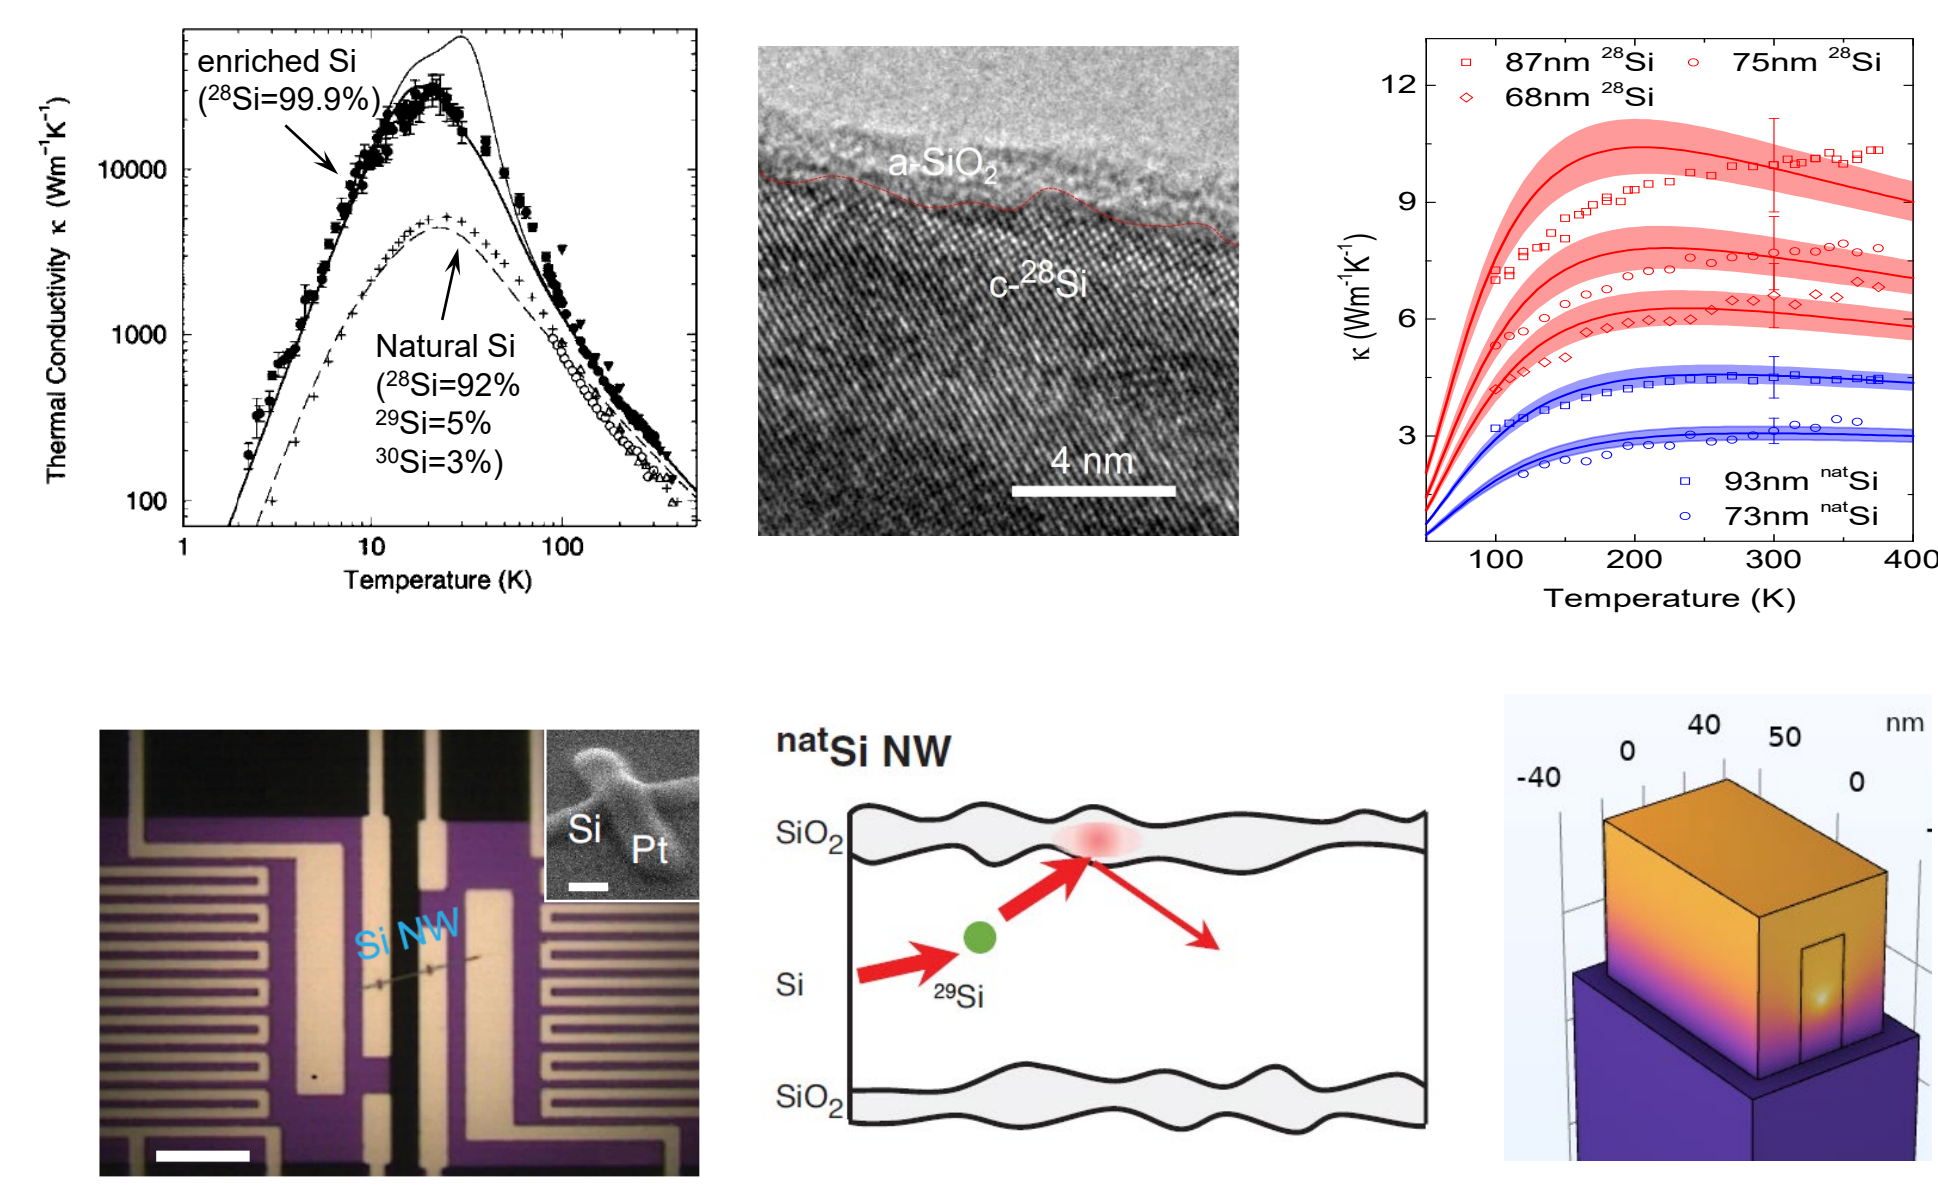 enriched Si
(²⁸Si=99.9%)
Thermal Conductivity κ (Wm⁻¹K⁻¹)
10000
1000
100
Natural Si
(²⁸Si=92%
²⁹Si=5%
³⁰Si=3%)
1
10
100
Temperature (K)
a-SiO₂
c-²⁸Si
4 nm
87nm ²⁸Si
75nm ²⁸Si
68nm ²⁸Si
12
9
6
3
κ (Wm⁻¹K⁻¹)
93nm ⁿᵃᵗSi
73nm ⁿᵃᵗSi
100
200
300
400
Temperature (K)
Si
Pt
Si NW
ⁿᵃᵗSi NW
SiO₂
Si
²⁹Si
SiO₂
nm
40
50
0
-40
0